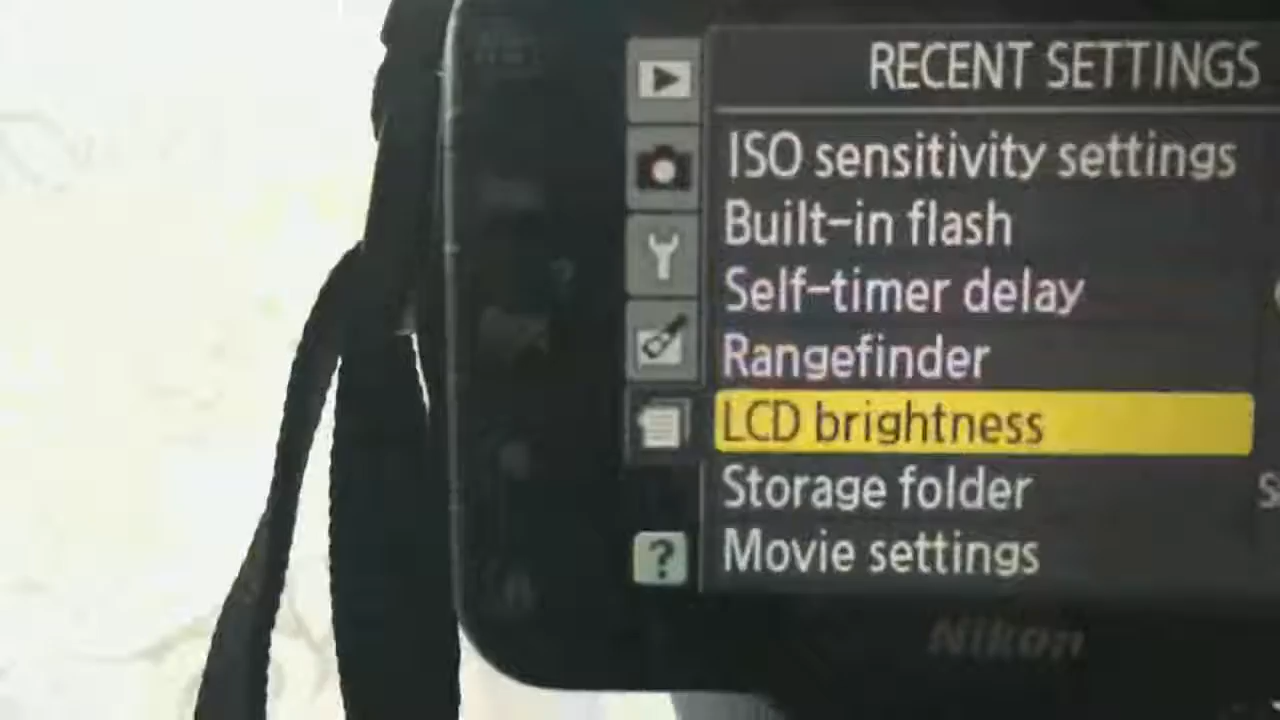 RECENT SETTINGS
ISO sensitivity settings
Built-in flash
Self-timer delay
Rangefinder
LCD brightness
Storage folder
Movie settings
?
Nikon